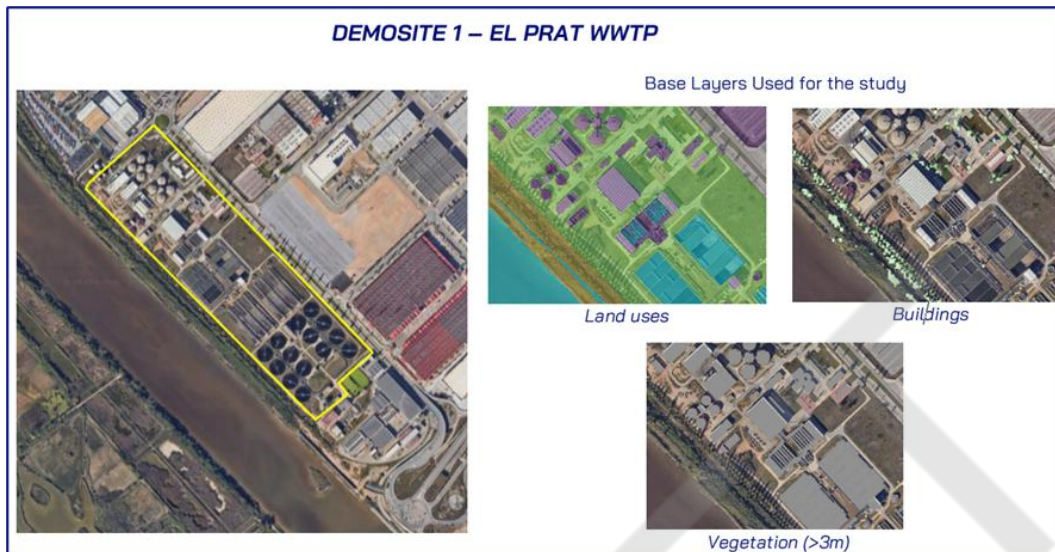 DEMOSITE 1 – EL PRAT WWTP
Base Layers Used for the study
Land uses
Buildings
Vegetation (>3m)